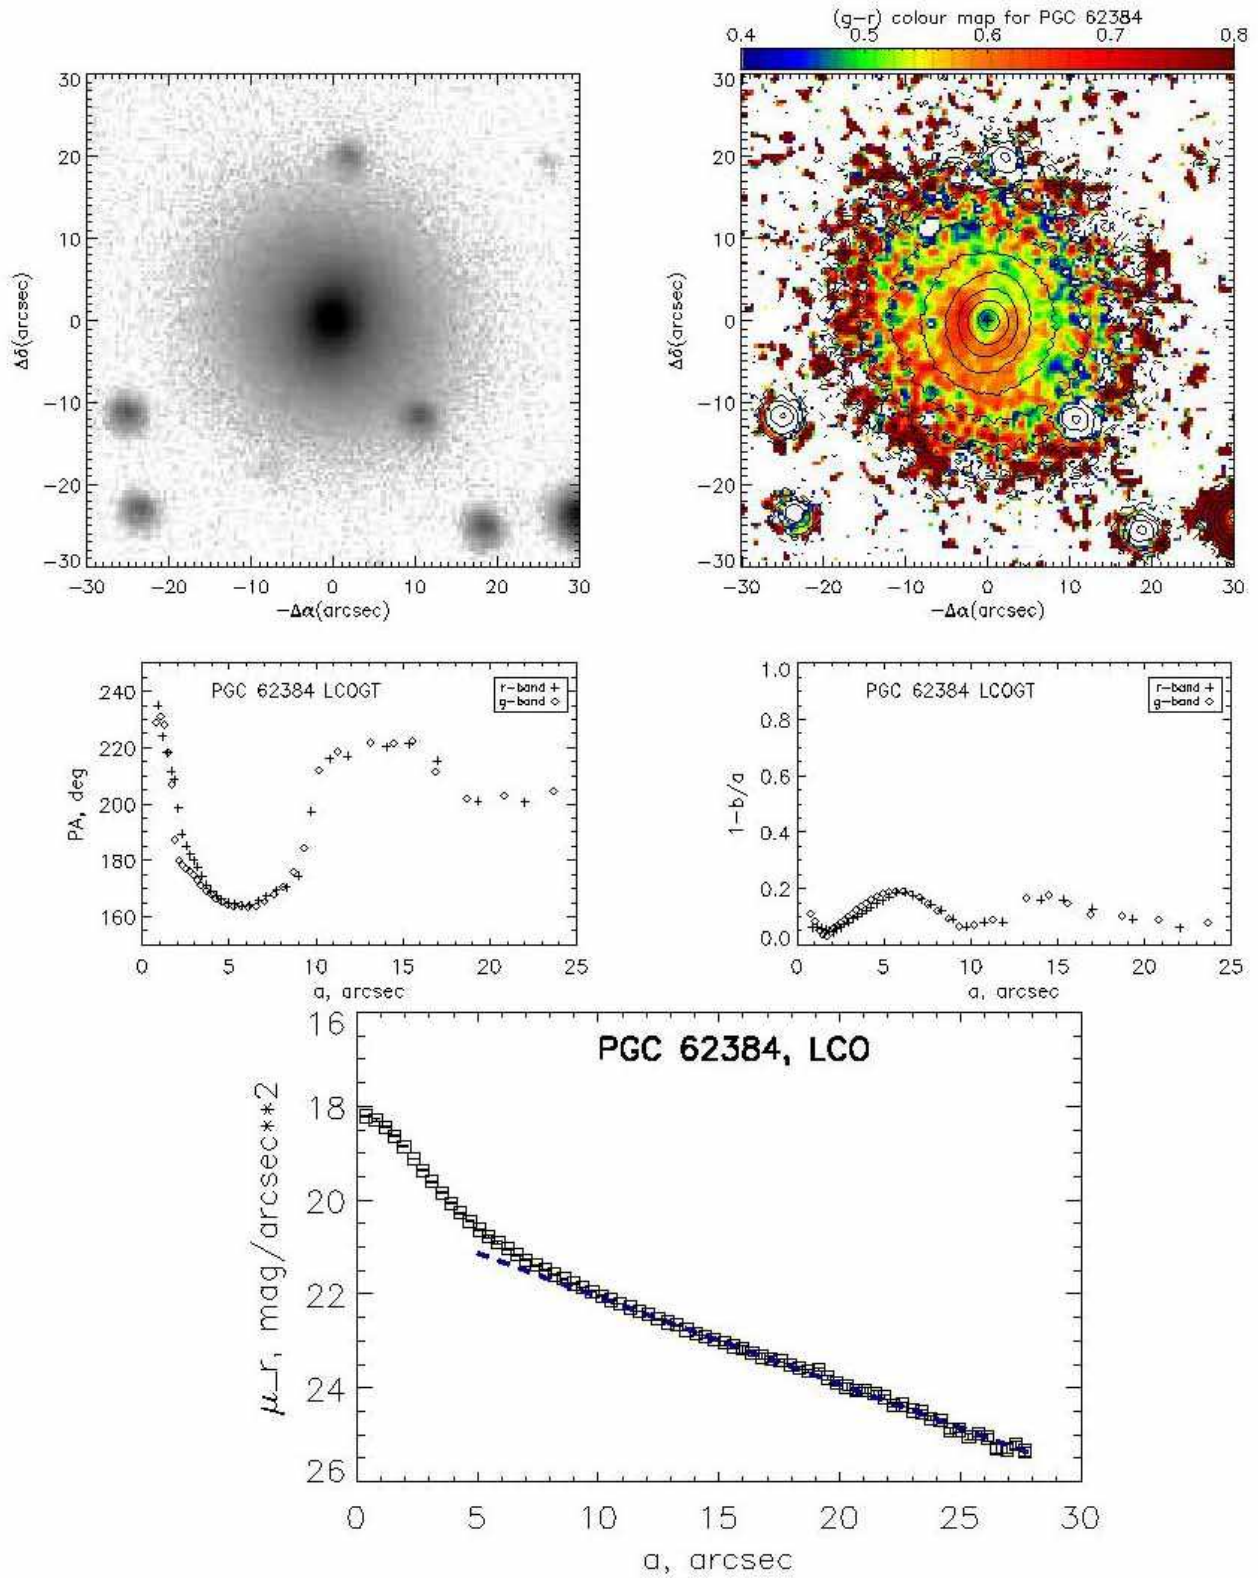 (g-r) colour map for PGC 62384
0.4 0.5 0.6 0.7 0.8
30
20
10
0
-10
-20
-30
Δδ(arcsec)
-30 -20 -10 0 10 20 30
-Δα(arcsec)
30
20
10
0
-10
-20
-30
Δδ(arcsec)
-30 -20 -10 0 10 20 30
-Δα(arcsec)
PGC 62384 LCOGT
r-band +
g-band ◇
240
220
200
180
160
PA, deg
0 5 10 15 20 25
a, arcsec
PGC 62384 LCOGT
r-band +
g-band ◇
1.0
0.8
0.6
0.4
0.2
0.0
1-b/a
0 5 10 15 20 25
a, arcsec
PGC 62384, LCO
16
18
20
22
24
26
μ_r, mag/arcsec**2
0 5 10 15 20 25 30
a, arcsec